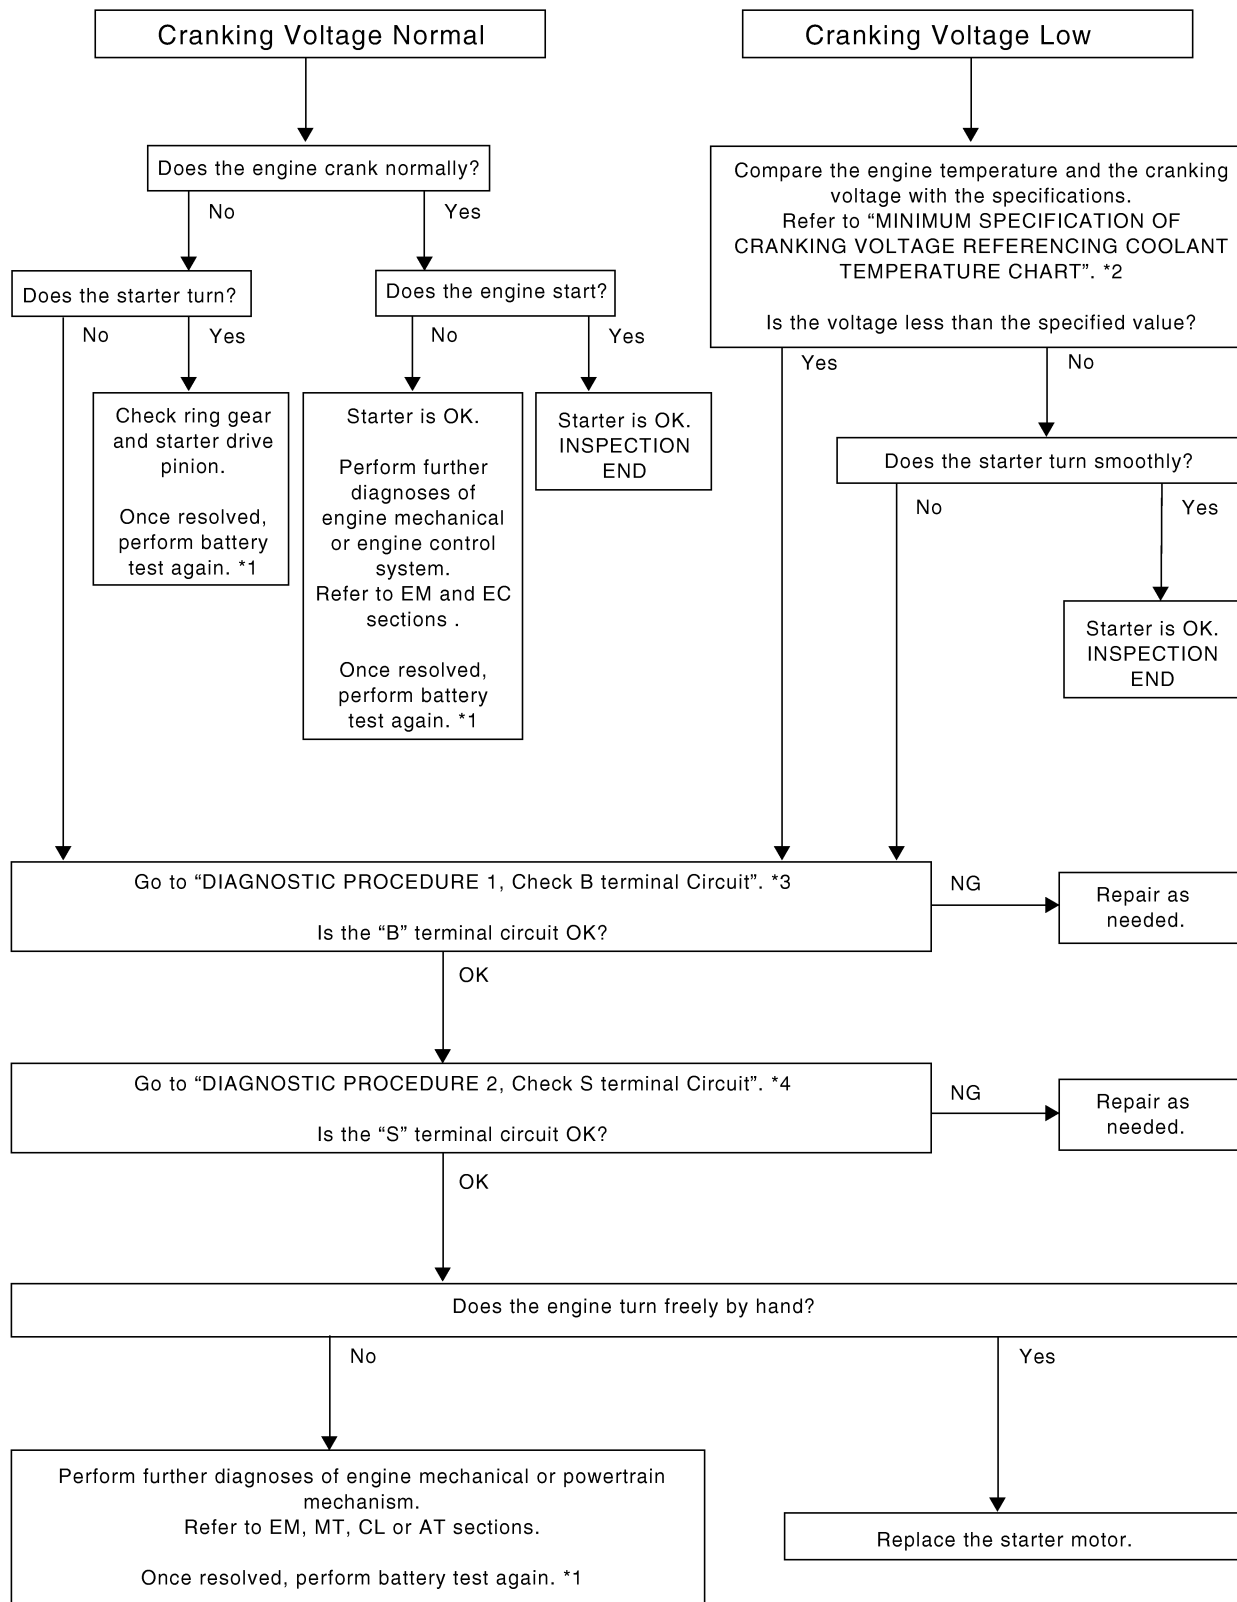 Cranking Voltage Normal
Cranking Voltage Low
Does the engine crank normally?
No
Yes
Compare the engine temperature and the cranking
voltage with the specifications.
Refer to “MINIMUM SPECIFICATION OF
CRANKING VOLTAGE REFERENCING COOLANT
TEMPERATURE CHART”. *2
Is the voltage less than the specified value?
Does the starter turn?
Does the engine start?
No
Yes
No
Yes
Yes
No
Check ring gear
and starter drive
pinion.
Once resolved,
perform battery
test again. *1
Starter is OK.
Perform further
diagnoses of
engine mechanical
or engine control
system.
Refer to EM and EC
sections .
Once resolved,
perform battery
test again. *1
Starter is OK.
INSPECTION
END
Does the starter turn smoothly?
No
Yes
Starter is OK.
INSPECTION
END
Go to “DIAGNOSTIC PROCEDURE 1, Check B terminal Circuit”. *3
Is the “B” terminal circuit OK?
NG
Repair as
needed.
OK
Go to “DIAGNOSTIC PROCEDURE 2, Check S terminal Circuit”. *4
Is the “S” terminal circuit OK?
NG
Repair as
needed.
OK
Does the engine turn freely by hand?
No
Yes
Perform further diagnoses of engine mechanical or powertrain
mechanism.
Refer to EM, MT, CL or AT sections.
Once resolved, perform battery test again. *1
Replace the starter motor.